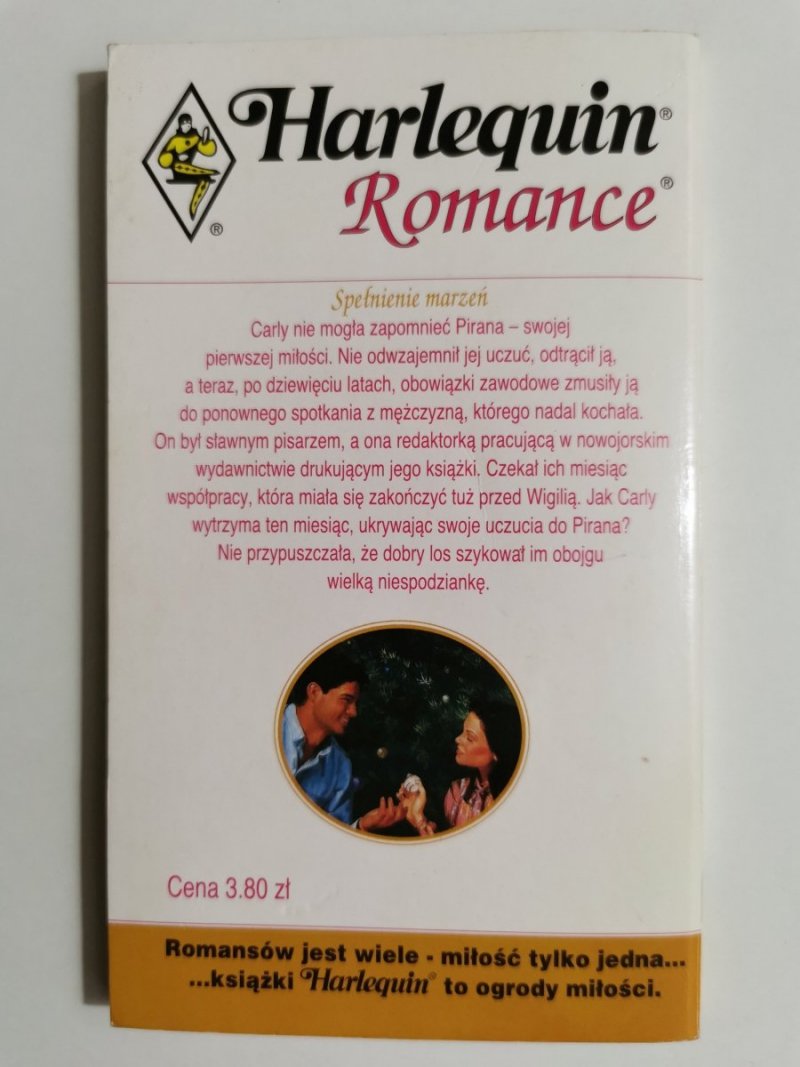 Harlequin®
Romance®
®
Spełnienie marzeń
Carly nie mogła zapomnieć Pirana – swojej
pierwszej miłości. Nie odwzajemnił jej uczuć, odtrącił ją,
a teraz, po dziewięciu latach, obowiązki zawodowe zmusiły ją
do ponownego spotkania z mężczyzną, którego nadal kochała.
On był sławnym pisarzem, a ona redaktorką pracującą w nowojorskim
wydawnictwie drukującym jego książki. Czekał ich miesiąc
współpracy, która miała się zakończyć tuż przed Wigilią. Jak Carly
wytrzyma ten miesiąc, ukrywając swoje uczucia do Pirana?
Nie przypuszczała, że dobry los szykował im obojgu
wielką niespodziankę.
Cena 3.80 zł
Romansów jest wiele - miłość tylko jedna...
...książki Harlequin® to ogrody miłości.